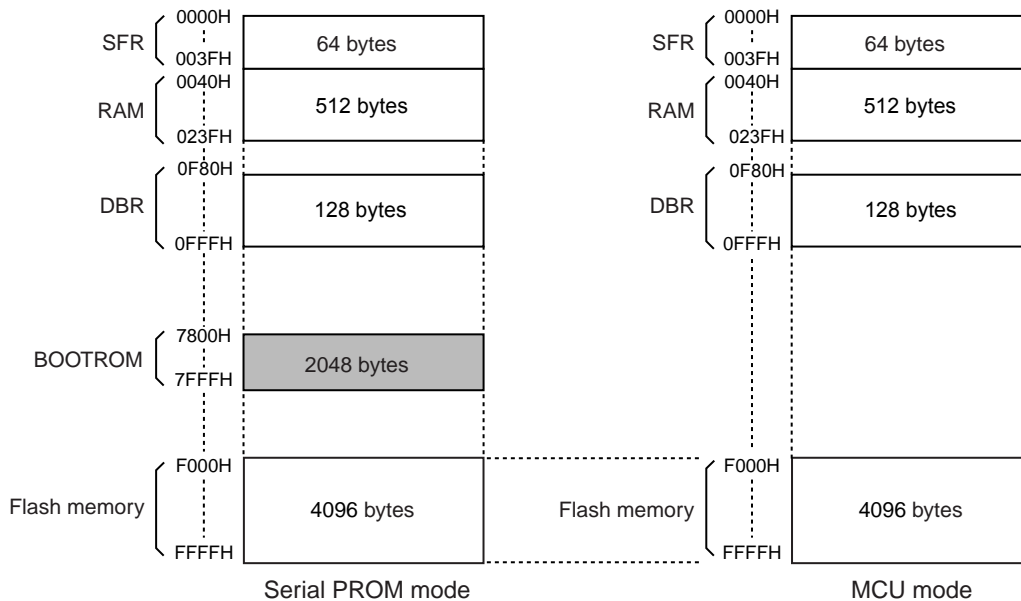 0000H
SFR
64 bytes
003FH
0040H
RAM
512 bytes
023FH
0F80H
DBR
128 bytes
0FFFH
7800H
BOOTROM
2048 bytes
7FFFH
F000H
Flash memory
4096 bytes
FFFFH
Serial PROM mode
0000H
SFR
64 bytes
003FH
0040H
RAM
512 bytes
023FH
0F80H
DBR
128 bytes
0FFFH
F000H
Flash memory
4096 bytes
FFFFH
MCU mode